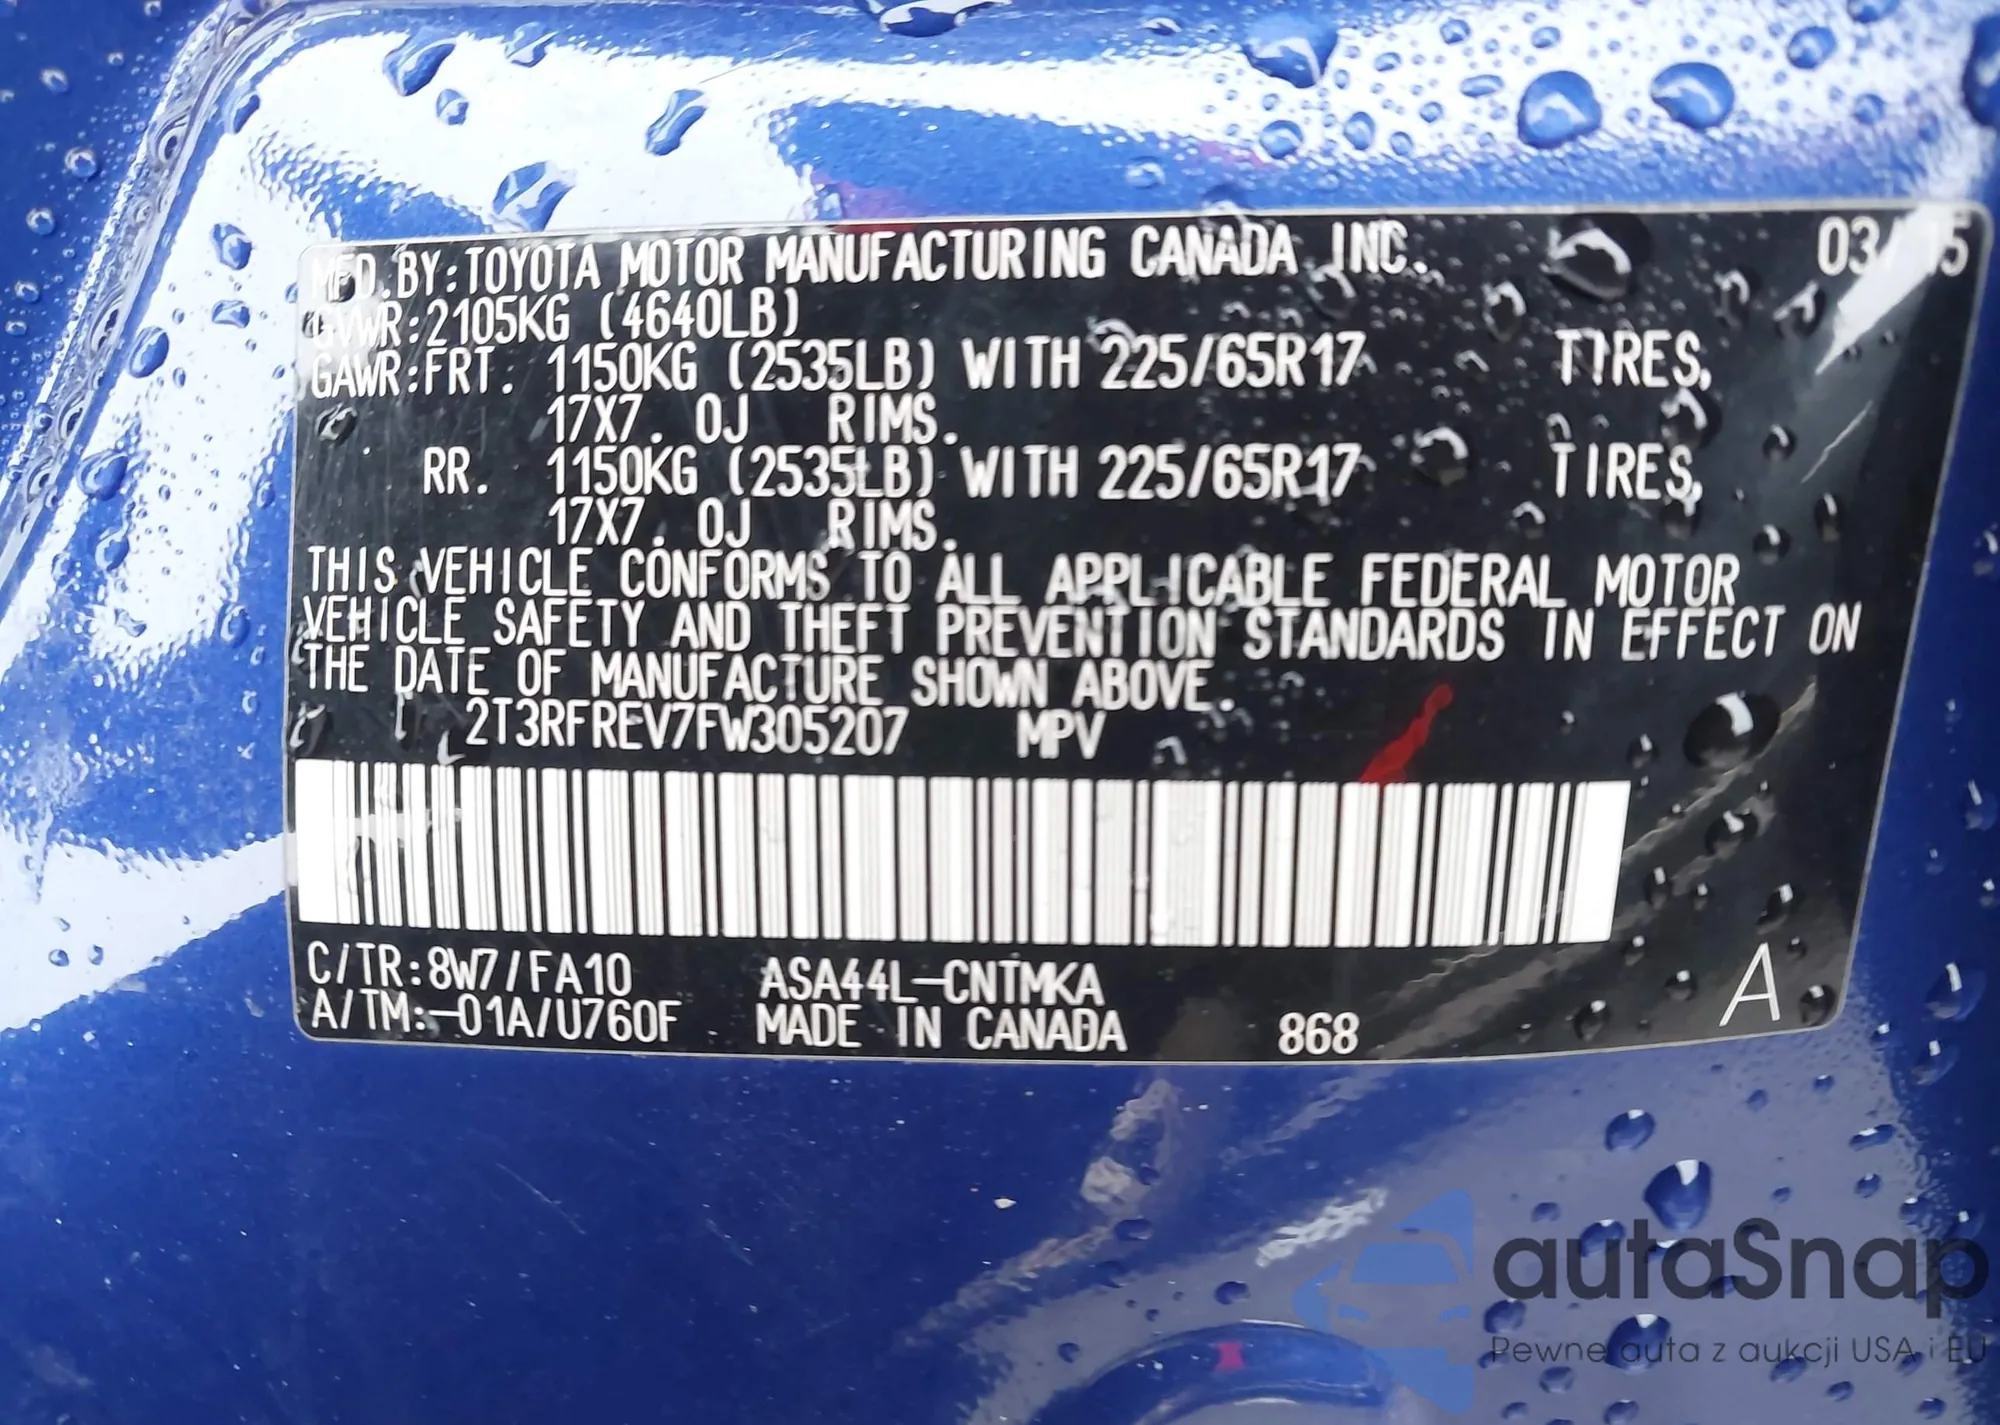 MFD.BY:TOYOTA MOTOR MANUFACTURING CANADA INC. 03/15
GVWR:2105KG (4640LB)
GAWR:FRT. 1150KG (2535LB) WITH 225/65R17 TIRES,
17X7. 0J RIMS.
RR. 1150KG (2535LB) WITH 225/65R17 TIRES,
17X7. 0J RIMS.
THIS VEHICLE CONFORMS TO ALL APPLICABLE FEDERAL MOTOR
VEHICLE SAFETY AND THEFT PREVENTION STANDARDS IN EFFECT ON
THE DATE OF MANUFACTURE SHOWN ABOVE.
2T3RFREV7FW305207 MPV
C/TR:8W7/FA10 ASA44L-CNTMKA
A/TM:-01A/U760F MADE IN CANADA 868 A
autaSnap
Pewne auta z aukcji USA i EU